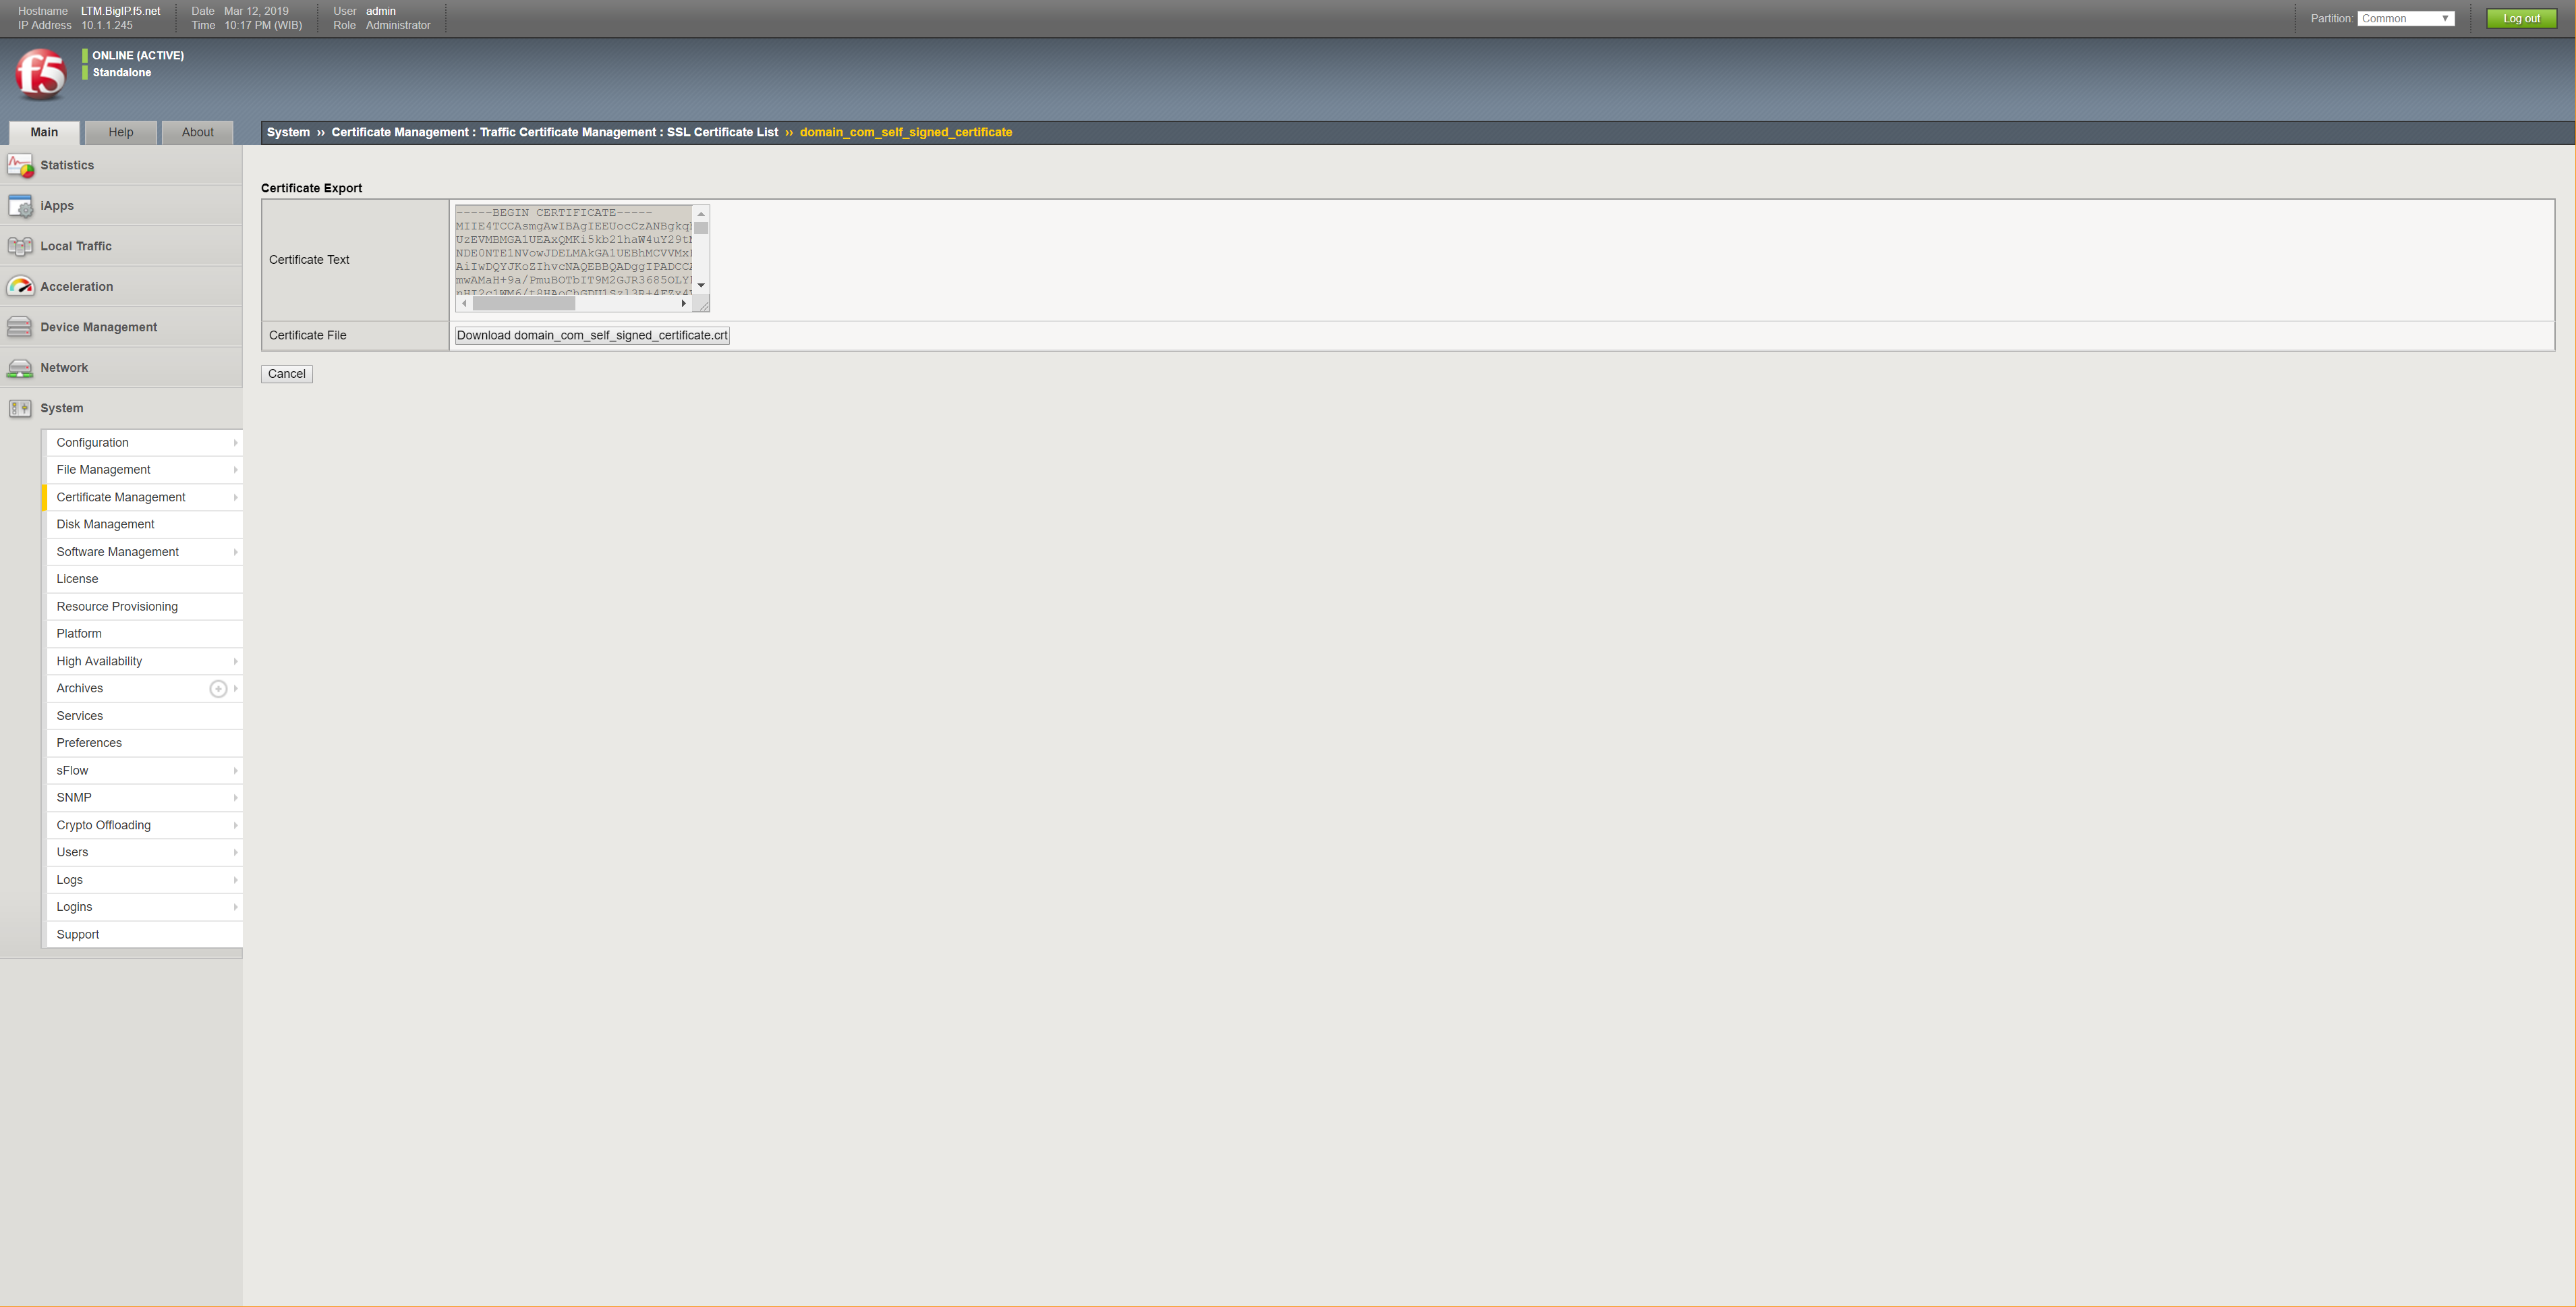 Hostname LTM.BigIP.f5.net Date Mar 12, 2019 User admin
IP Address 10.1.1.245 Time 10:17 PM (WIB) Role Administrator
Partition: Common
Log out
f5
ONLINE (ACTIVE)
Standalone
Main Help About
System ›› Certificate Management : Traffic Certificate Management : SSL Certificate List ›› domain_com_self_signed_certificate
Statistics
iApps
Local Traffic
Acceleration
Device Management
Network
System
Configuration
File Management
Certificate Management
Disk Management
Software Management
License
Resource Provisioning
Platform
High Availability
Archives
Services
Preferences
sFlow
SNMP
Crypto Offloading
Users
Logs
Logins
Support
Certificate Export
Certificate Text
-----BEGIN CERTIFICATE-----
MIIE4TCCAsmgAwIBAgIEEUocCzANBgkq
UzEVMBMGA1UEAxQMKi5kb21haW4uY29t
NDE0NTE1NVowJDELMAkGA1UEBhMCVVMx
AiIwDQYJKoZIhvcNAQEBBQADggIPADCC
mwAMaH+9a/PmuBOTbIT9M2GJR3685OLY
Certificate File
Download domain_com_self_signed_certificate.crt
Cancel